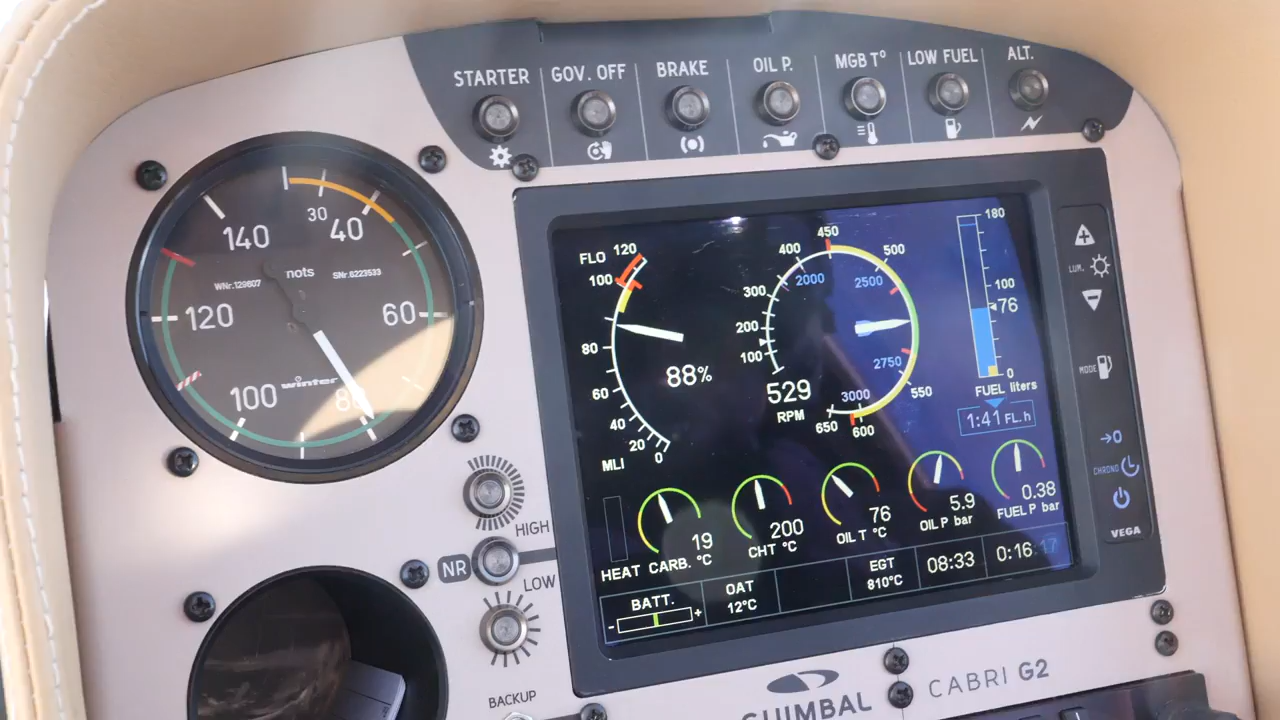 STARTER
GOV. OFF
BRAKE
OIL P.
MGB T°
LOW FUEL
ALT.
30
40
60
80
100
120
140
nots
WNr.129607
SNr.6223533
winter
FLO 120
100
80
60
40
20
0
MLI
88%
450
400
500
300
200
100
2000
2500
2750
3000
550
600
650
529
RPM
180
100
76
0
FUEL liters
1:41 FL.h
19
HEAT CARB. °C
200
CHT °C
76
OIL T °C
5.9
OIL P bar
0.38
FUEL P bar
BATT.
- +
OAT
12°C
EGT
810°C
08:33
0:16 17
LUM.
MODE
→0
CHRONO
VEGA
HIGH
NR
LOW
BACKUP
GUIMBAL
CABRI G2